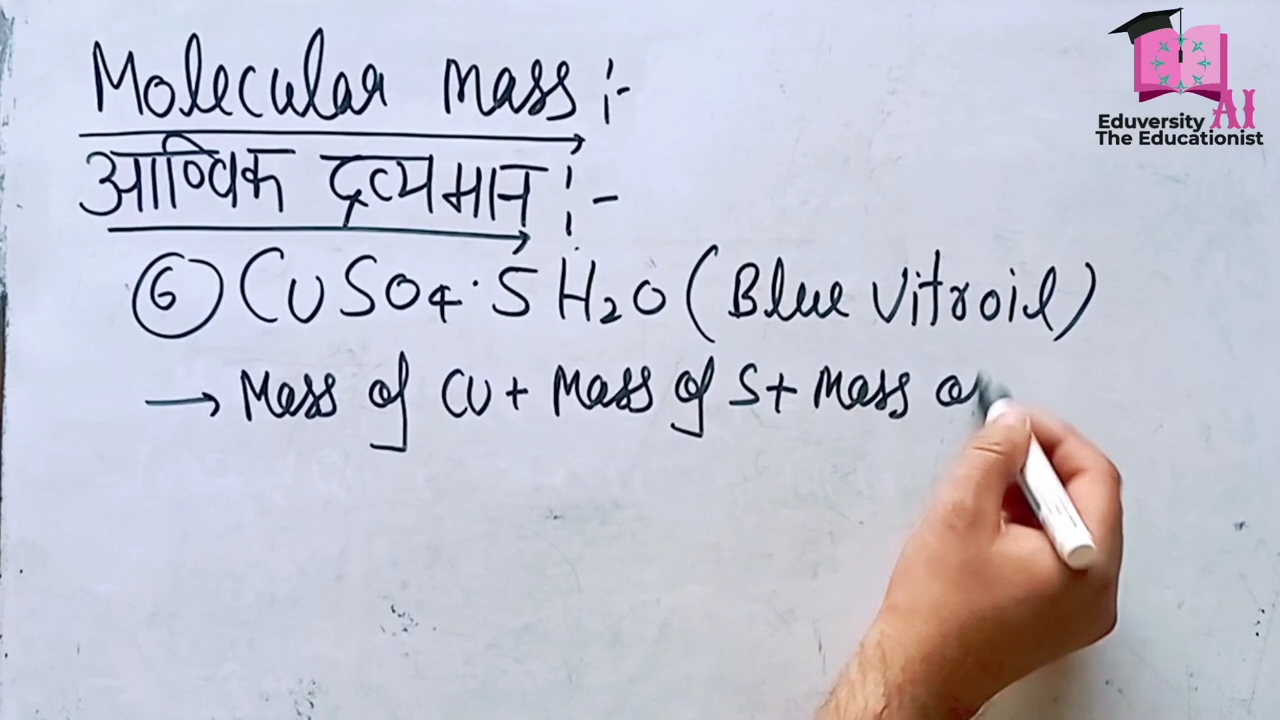 Molecular mass :-
आण्विक द्रव्यमान :-
⑥ CuSO4·5H2O (Blue Vitroil)
→ Mass of Cu + Mass of S + Mass of
Eduversity AI
The Educationist